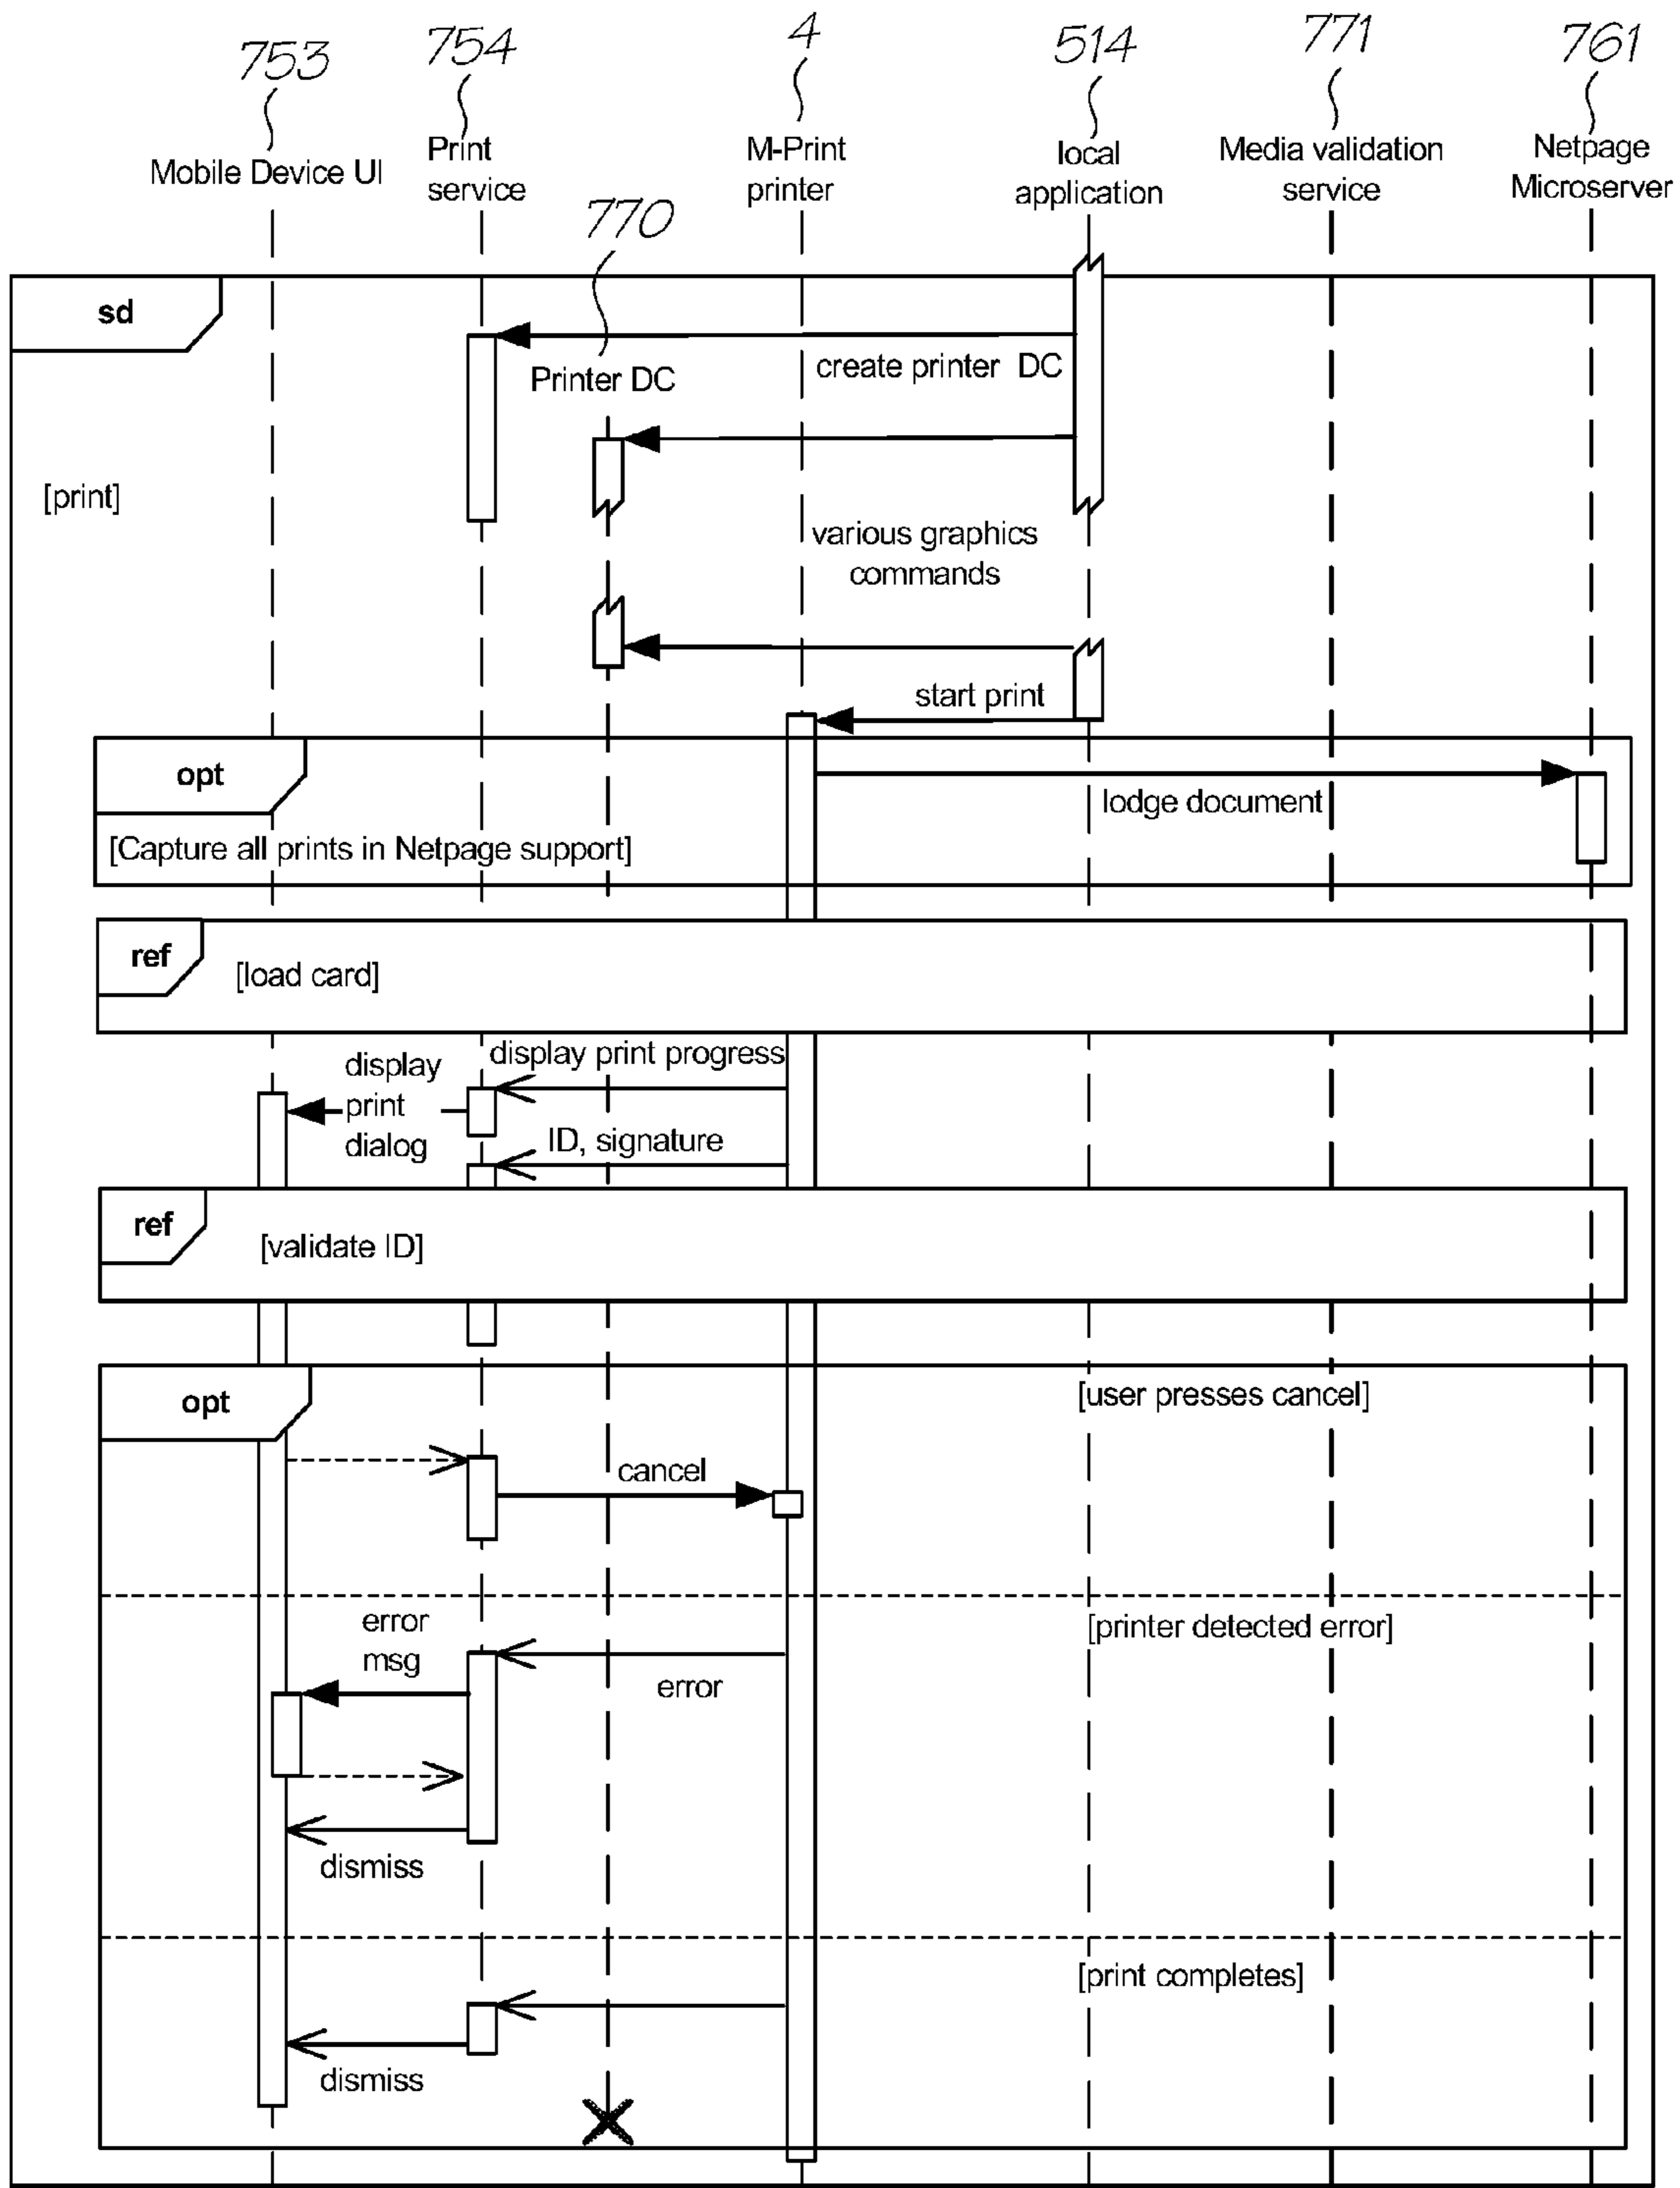 753
754
4
514
771
761
Mobile Device UI
Print
service
M-Print
printer
local
application
Media validation
service
Netpage
Microserver
770
sd
Printer DC
create printer DC
[print]
various graphics
commands
start print
opt
lodge document
[Capture all prints in Netpage support]
ref
[load card]
display print progress
display
print
dialog
ID, signature
ref
[validate ID]
opt
[user presses cancel]
cancel
[printer detected error]
error
msg
error
dismiss
[print completes]
dismiss